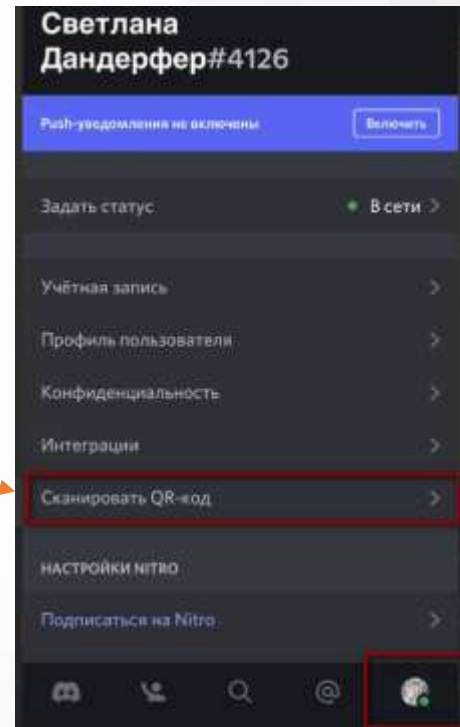 Светлана
Дандерфер#4126
Push-уведомления не включены
Включить
Задать статус
В сети
Учётная запись
Профиль пользователя
Конфиденциальность
Интеграции
Сканировать QR-код
НАСТРОЙКИ NITRO
Подписаться на Nitro